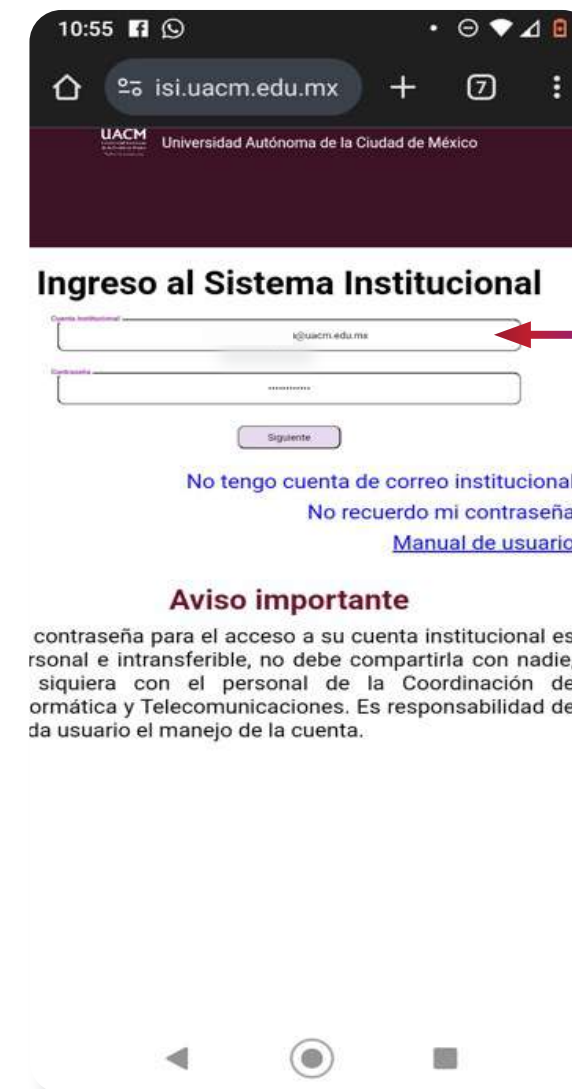 10:55
isi.uacm.edu.mx
7
UACM
Universidad Autónoma de la Ciudad de México
Ingreso al Sistema Institucional
Cuenta Institucional
@uacm.edu.mx
Contraseña
Siguiente
No tengo cuenta de correo institucional
No recuerdo mi contraseña
Manual de usuario
Aviso importante
contraseña para el acceso a su cuenta institucional es
rsonal e intransferible, no debe compartirla con nadie,
siquiera con el personal de la Coordinación de
ormática y Telecomunicaciones. Es responsabilidad de
da usuario el manejo de la cuenta.